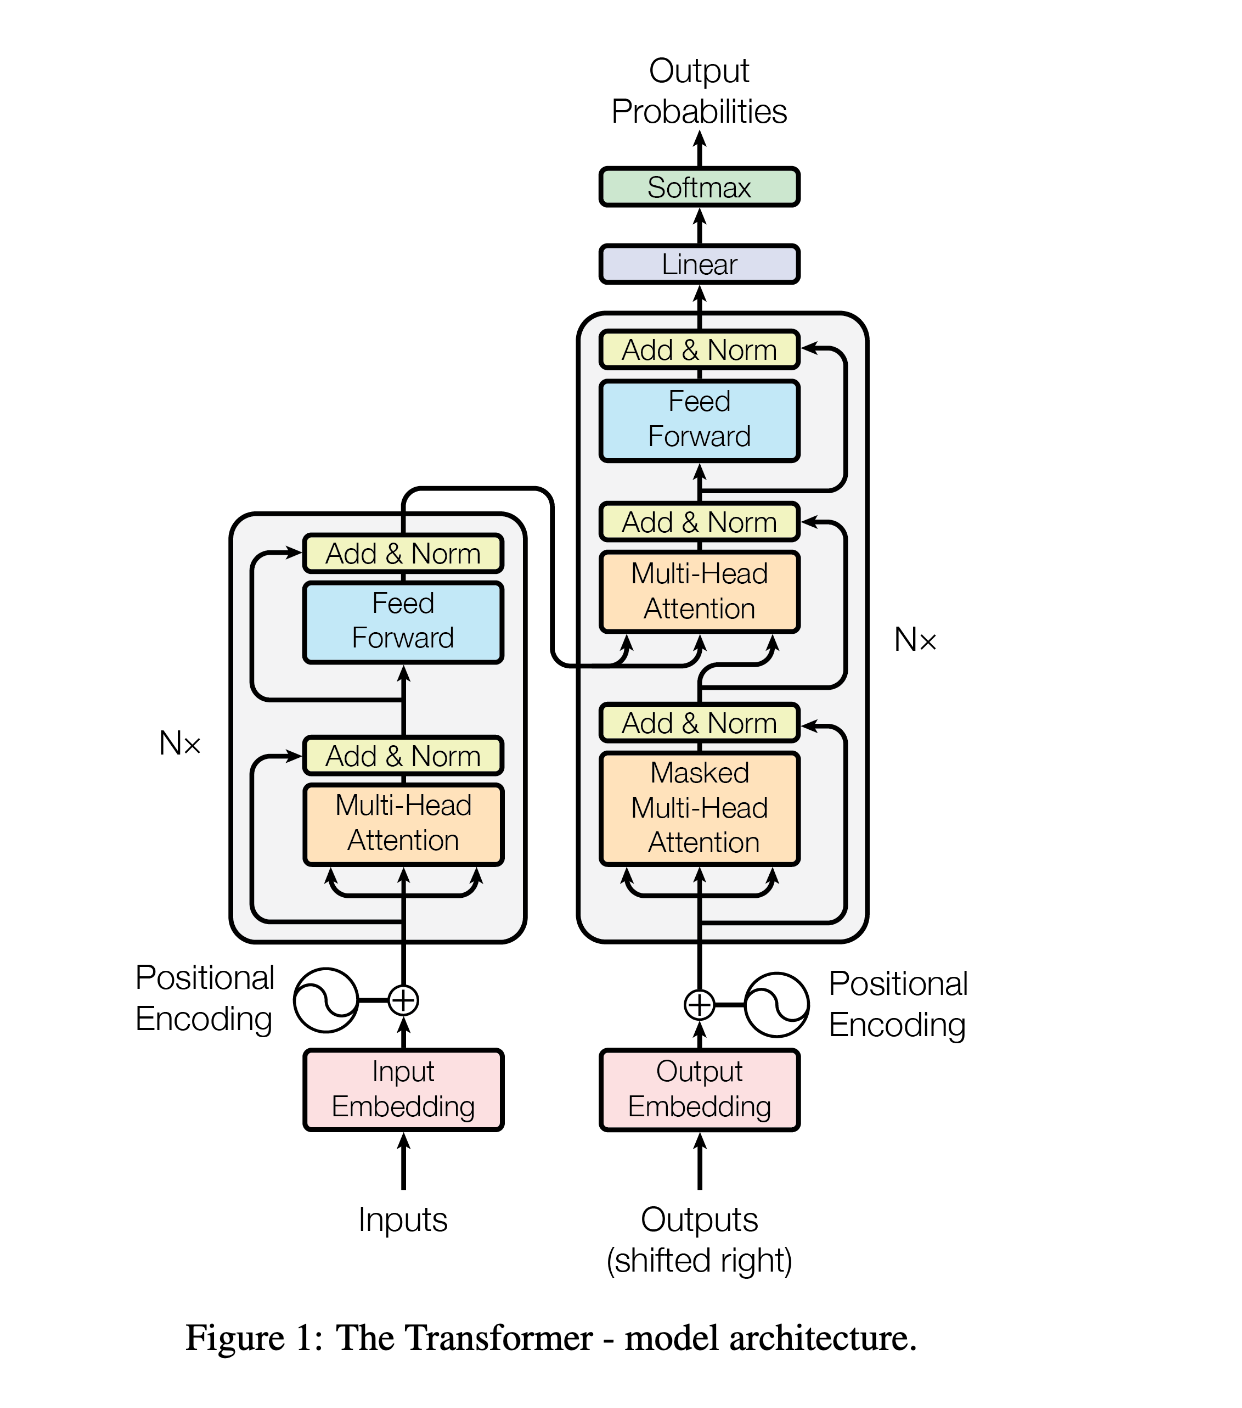 Output
Probabilities
Softmax
Linear
Add & Norm
Feed
Forward
Add & Norm
Multi-Head
Attention
Add & Norm
Masked
Multi-Head
Attention
N×
Add & Norm
Feed
Forward
Add & Norm
Multi-Head
Attention
N×
Positional
Encoding
Positional
Encoding
Input
Embedding
Output
Embedding
Inputs
Outputs
(shifted right)
Figure 1: The Transformer - model architecture.